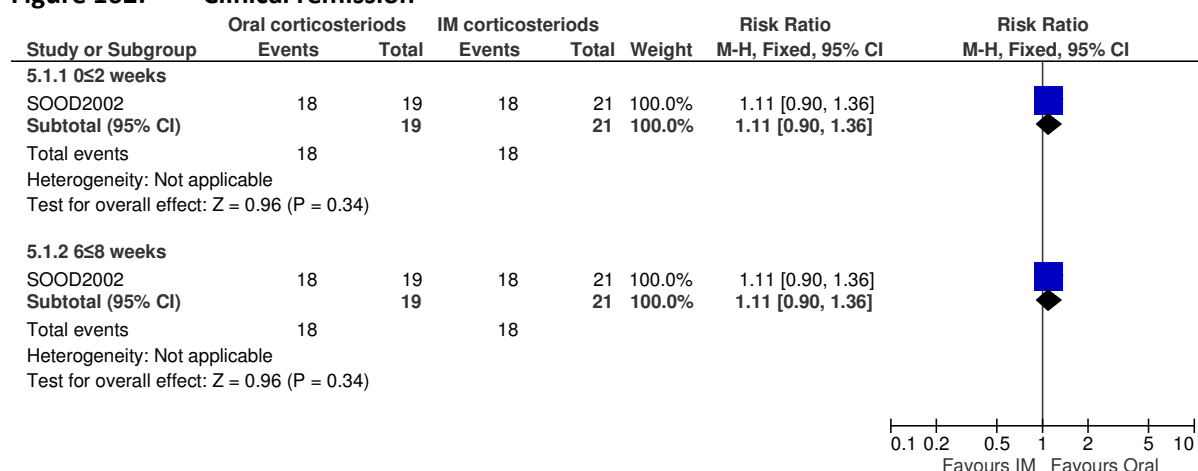 Figure 162: Clinical remission
Oral corticosteriods IM corticosteriods Risk Ratio Risk Ratio
Study or Subgroup Events Total Events Total Weight M-H, Fixed, 95% CI M-H, Fixed, 95% CI
5.1.1 0≤2 weeks
SOOD2002 18 19 18 21 100.0% 1.11 [0.90, 1.36]
Subtotal (95% CI) 19 21 100.0% 1.11 [0.90, 1.36]
Total events 18 18
Heterogeneity: Not applicable
Test for overall effect: Z = 0.96 (P = 0.34)
5.1.2 6≤8 weeks
SOOD2002 18 19 18 21 100.0% 1.11 [0.90, 1.36]
Subtotal (95% CI) 19 21 100.0% 1.11 [0.90, 1.36]
Total events 18 18
Heterogeneity: Not applicable
Test for overall effect: Z = 0.96 (P = 0.34)
0.1 0.2 0.5 1 2 5 10
Favours IM Favours Oral